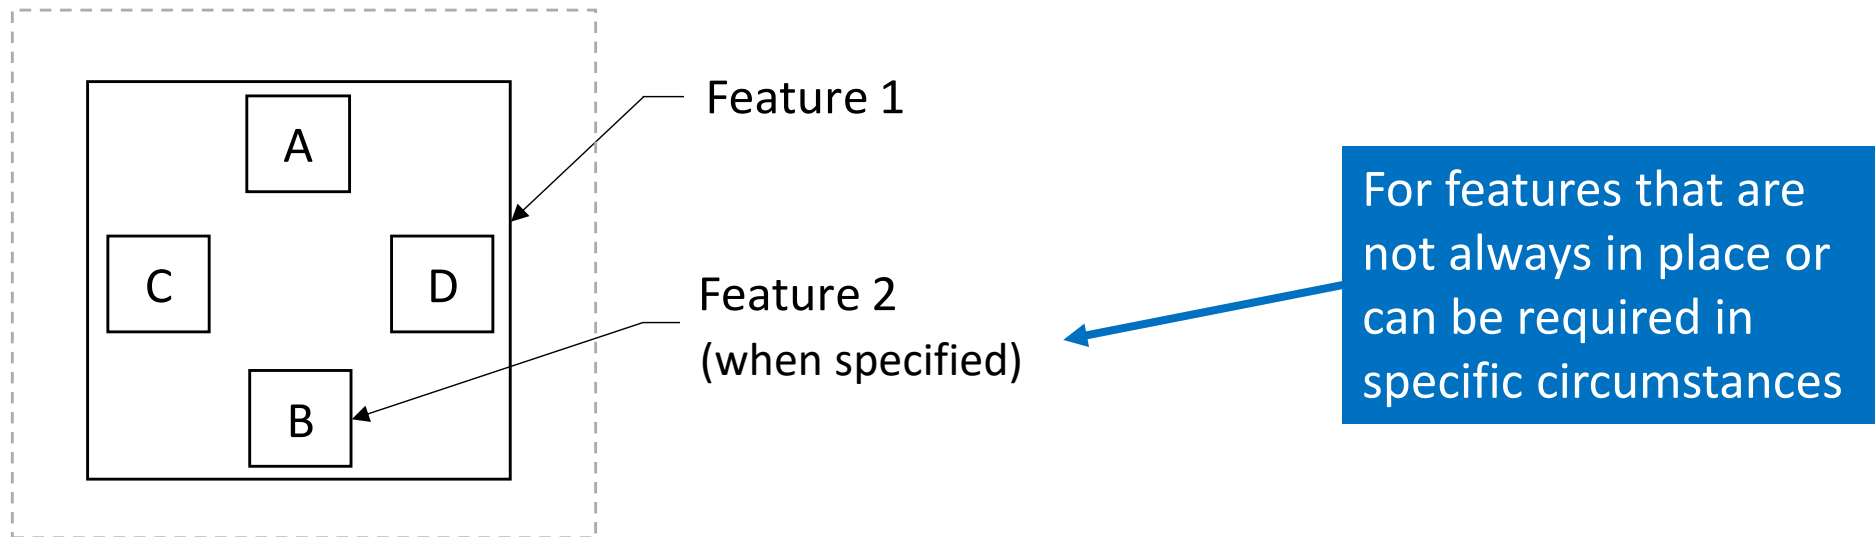 A
C
D
B
Feature 1
Feature 2
(when specified)
For features that are
not always in place or
can be required in
specific circumstances